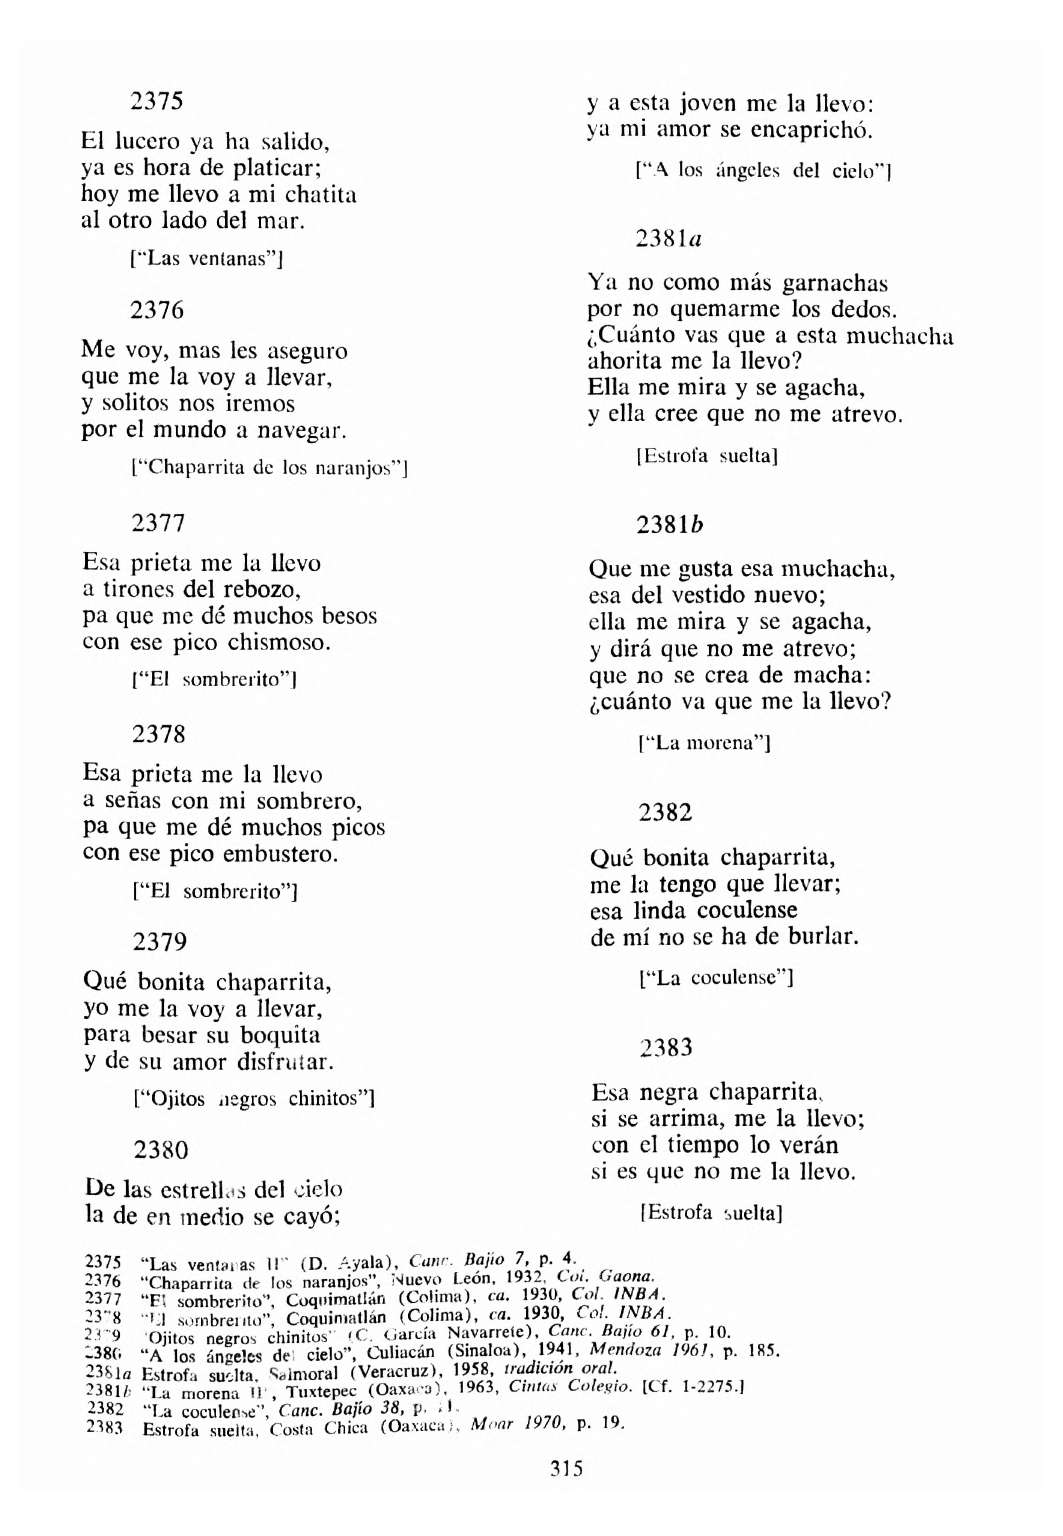 2375
El lucero ya ha salido,
ya es hora de platicar;
hoy me llevo a mi chatita
al otro lado del mar.
[“Las ventanas”]
2376
Me voy, mas les aseguro
que me la voy a llevar,
y solitos nos iremos
por el mundo a navegar.
[“Chaparrita de los naranjos”]
2377
Esa prieta me la llevo
a tirones del rebozo,
pa que me dé muchos besos
con ese pico chismoso.
[“El sombrerito”]
2378
Esa prieta me la llevo
a señas con mi sombrero,
pa que me dé muchos picos
con ese pico embustero.
[“El sombrerito”]
2379
Qué bonita chaparrita,
yo me la voy a llevar,
para besar su boquita
y de su amor disfrutar.
[“Ojitos negros chinitos”]
2380
De las estrellas del cielo
la de en medio se cayó;
y a esta joven me la llevo:
ya mi amor se encaprichó.
[“A los ángeles del cielo”]
2381a
Ya no como más garnachas
por no quemarme los dedos.
¿Cuánto vas que a esta muchacha
ahorita me la llevo?
Ella me mira y se agacha,
y ella cree que no me atrevo.
[Estrofa suelta]
2381b
Que me gusta esa muchacha,
esa del vestido nuevo;
ella me mira y se agacha,
y dirá que no me atrevo;
que no se crea de macha:
¿cuánto va que me la llevo?
[“La morena”]
2382
Qué bonita chaparrita,
me la tengo que llevar;
esa linda coculense
de mí no se ha de burlar.
[“La coculense”]
2383
Esa negra chaparrita,
si se arrima, me la llevo;
con el tiempo lo verán
si es que no me la llevo.
[Estrofa suelta]
2375 “Las ventanas II” (D. Ayala), Canc. Bajío 7, p. 4.
2376 “Chaparrita de los naranjos”, Nuevo León, 1932, Col. Gaona.
2377 “El sombrerito”, Coquimatlán (Colima), ca. 1930, Col. INBA.
2378 “El sombrerito”, Coquimatlán (Colima), ca. 1930, Col. INBA.
2379 “Ojitos negros chinitos” (C. García Navarrete), Canc. Bajío 61, p. 10.
2380 “A los ángeles del cielo”, Culiacán (Sinaloa), 1941, Mendoza 1961, p. 185.
2381a Estrofa suelta, Saimoral (Veracruz), 1958, tradición oral.
2381b “La morena II”, Tuxtepec (Oaxaca), 1963, Cintas Colegio. [Cf. 1-2275.]
2382 “La coculense”, Canc. Bajío 38, p.
2383 Estrofa suelta, Costa Chica (Oaxaca), Moar 1970, p. 19.
315